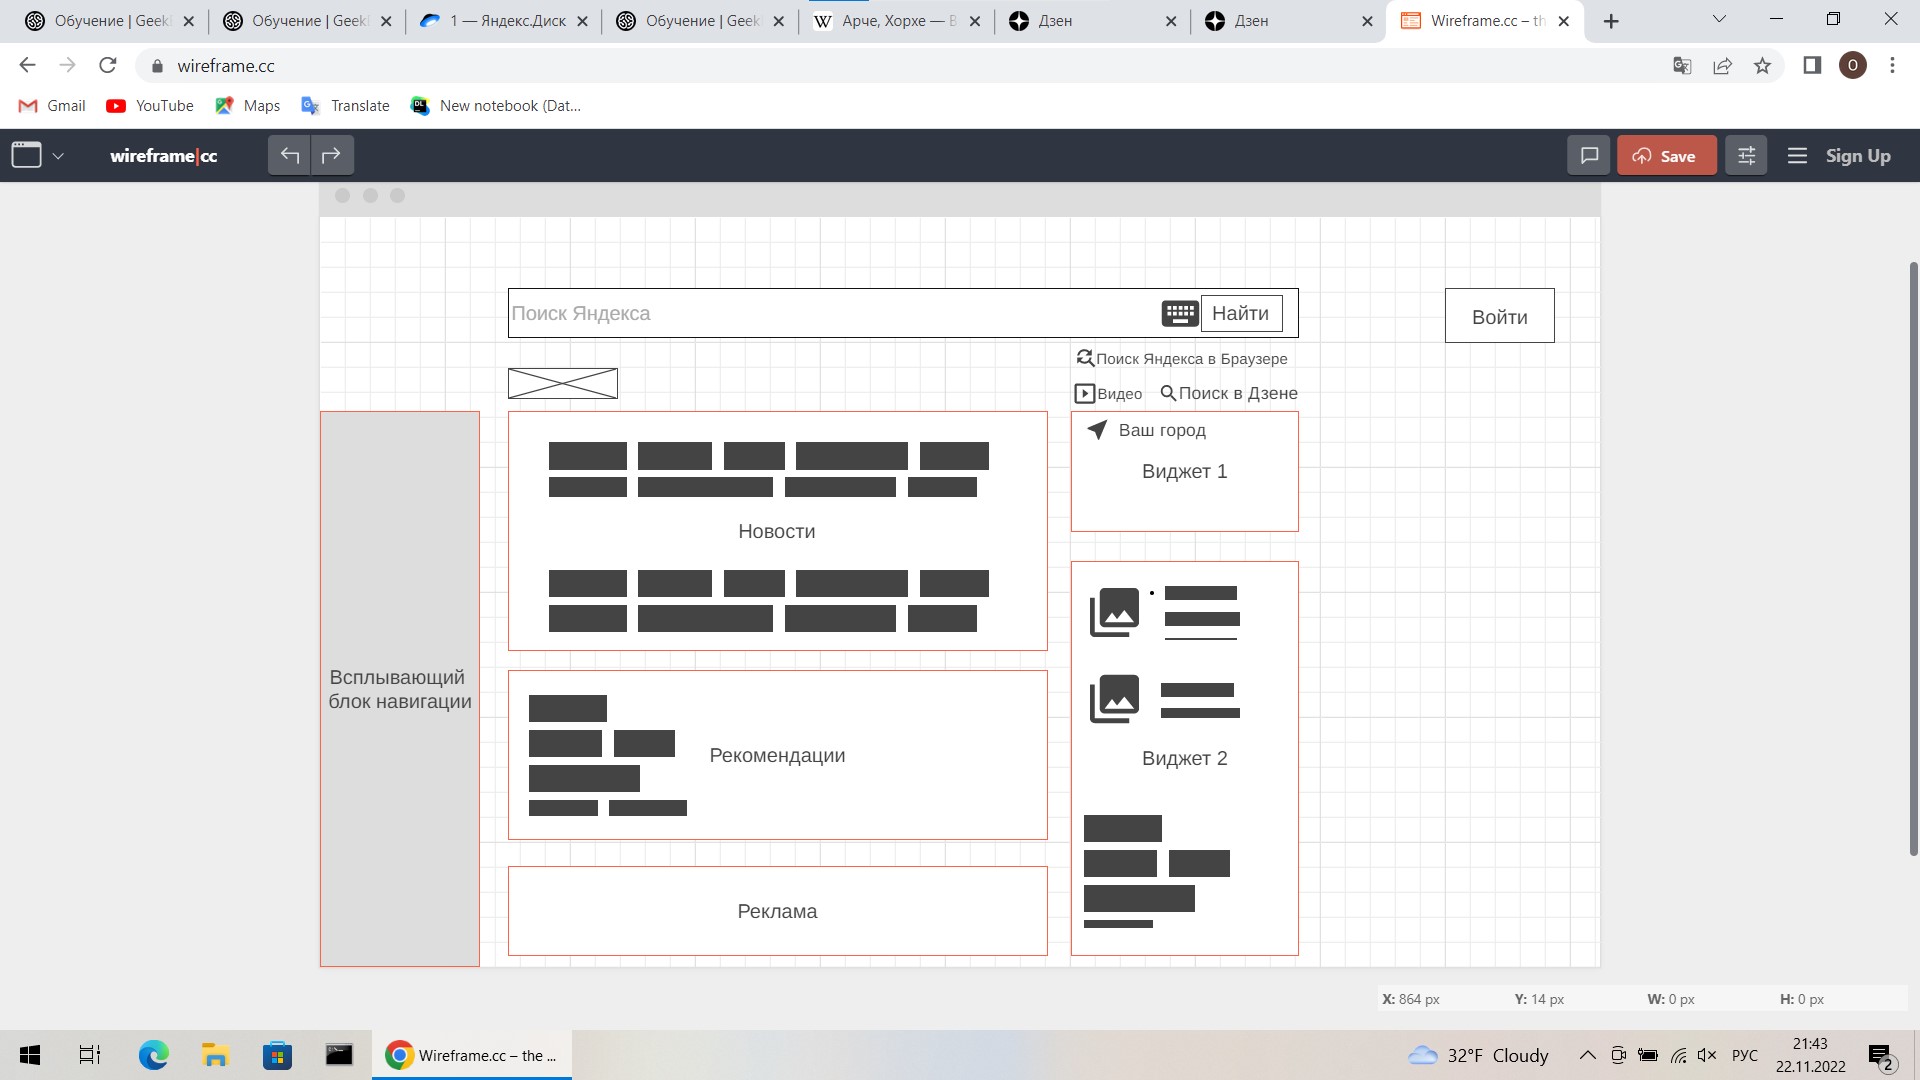 Обучение | Geek
Обучение | Geek
1 — Яндекс.Диск
Обучение | Geek
Арче, Хорхе — В
Дзен
Дзен
Wireframe.cc – th
wireframe.cc
O
Gmail
YouTube
Maps
Translate
New notebook (Dat...
wireframe|cc
Save
Sign Up
Поиск Яндекса
Найти
Войти
Поиск Яндекса в Браузере
Видео
Поиск в Дзене
Ваш город
Виджет 1
Новости
Всплывающий
блок навигации
Рекомендации
Виджет 2
Реклама
X: 864 px
Y: 14 px
W: 0 px
H: 0 px
Wireframe.cc – the ...
32°F Cloudy
РУС
21:43
22.11.2022
2